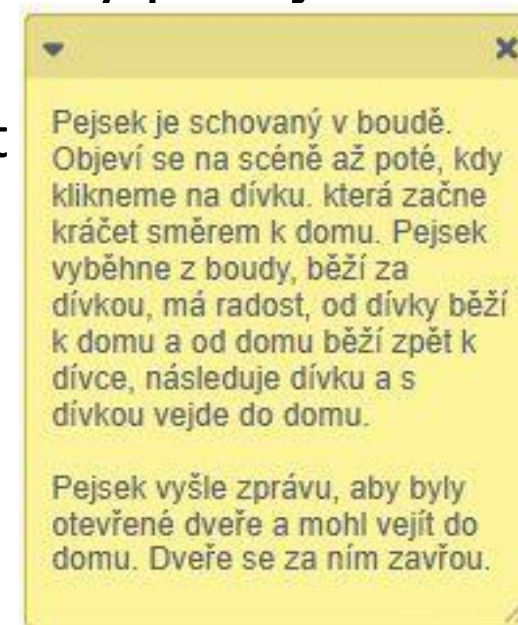 Pejsek je schovaný v boudě.
Objeví se na scéně až poté, kdy
klikneme na dívku. která začne
kráčet směrem k domu. Pejsek
vyběhne z boudy, běží za
dívkou, má radost, od dívky běží
k domu a od domu běží zpět k
dívce, následuje dívku a s
dívkou vejde do domu.
Pejsek vyšle zprávu, aby byly
otevřené dveře a mohl vejít do
domu. Dveře se za ním zavřou.